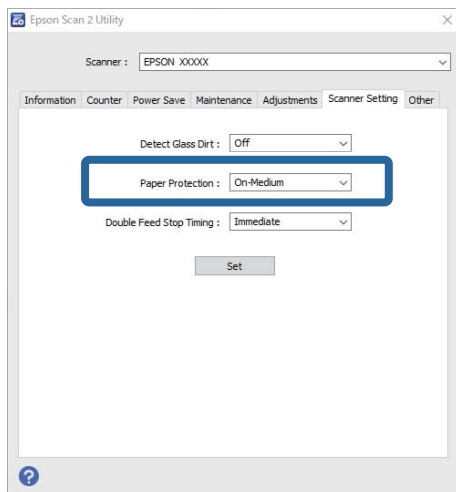 Epson Scan 2 Utility
Scanner : EPSON XXXXX
Information Counter Power Save Maintenance Adjustments Scanner Setting Other
Detect Glass Dirt : Off
Paper Protection : On-Medium
Double Feed Stop Timing : Immediate
Set
?